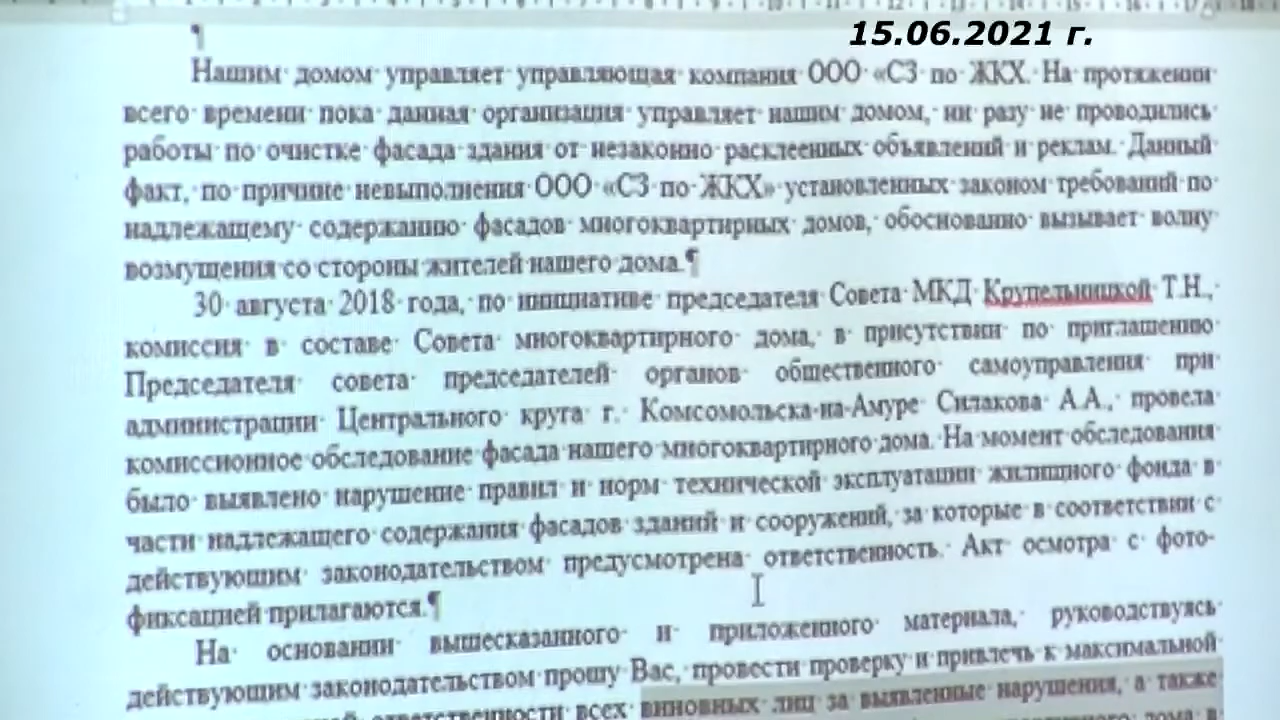 15.06.2021 г.
Нашим домом управляет управляющая компания ООО «СЗ по ЖКХ. На протяжении
всего времени пока данная организация управляет нашим домом, ни разу не проводились
работы по очистке фасада здания от незаконно расклеенных объявлений и реклам. Данный
факт, по причине невыполнения ООО «СЗ по ЖКХ» установленных законом требований по
надлежащему содержанию фасадов многоквартирных домов, обоснованно вызывает волну
возмущения со стороны жителей нашего дома.¶
30 августа 2018 года, по инициативе председателя Совета МКД Крупельницкой Т.Н.,
комиссия в составе Совета многоквартирного дома, в присутствии по приглашению
Председателя совета председателей органов общественного самоуправления при
администрации Центрального круга г. Комсомольска-на-Амуре Силакова А.А., провела
комиссионное обследование фасада нашего многоквартирного дома. На момент обследования
было выявлено нарушение правил и норм технической эксплуатации жилищного фонда в
части надлежащего содержания фасадов зданий и сооружений, за которые в соответствии с
действующим законодательством предусмотрена ответственность. Акт осмотра с фото-
фиксацией прилагаются.¶
На основании вышесказанного и приложенного материала, руководствуясь
действующим законодательством прошу Вас, провести проверку и привлечь к максимальной
ответственности всех виновных лиц за выявленные нарушения, а также